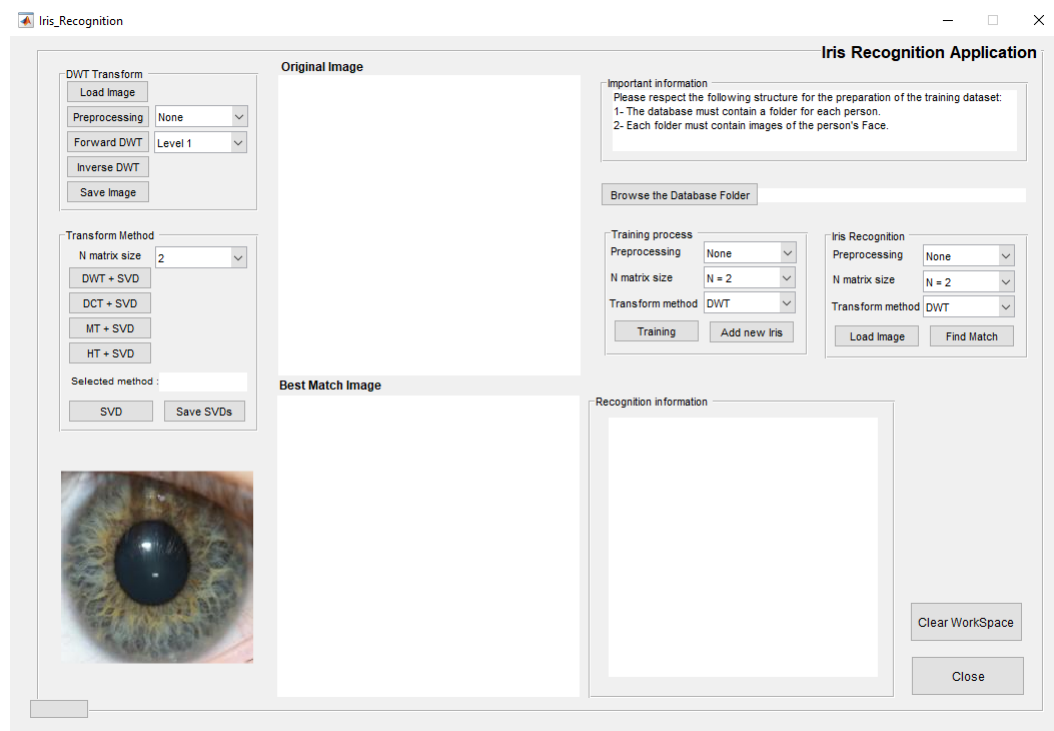 Iris_Recognition
Iris Recognition Application
DWT Transform
Load Image
Preprocessing None
Forward DWT Level 1
Inverse DWT
Save Image
Transform Method
N matrix size 2
DWT + SVD
DCT + SVD
MT + SVD
HT + SVD
Selected method :
SVD Save SVDs
Original Image
Best Match Image
Important information
Please respect the following structure for the preparation of the training dataset:
1- The database must contain a folder for each person.
2- Each folder must contain images of the person's Face.
Browse the Database Folder
Training process
Preprocessing None
N matrix size N = 2
Transform method DWT
Training Add new Iris
Iris Recognition
Preprocessing None
N matrix size N = 2
Transform method DWT
Load Image Find Match
Recognition information
Clear WorkSpace
Close